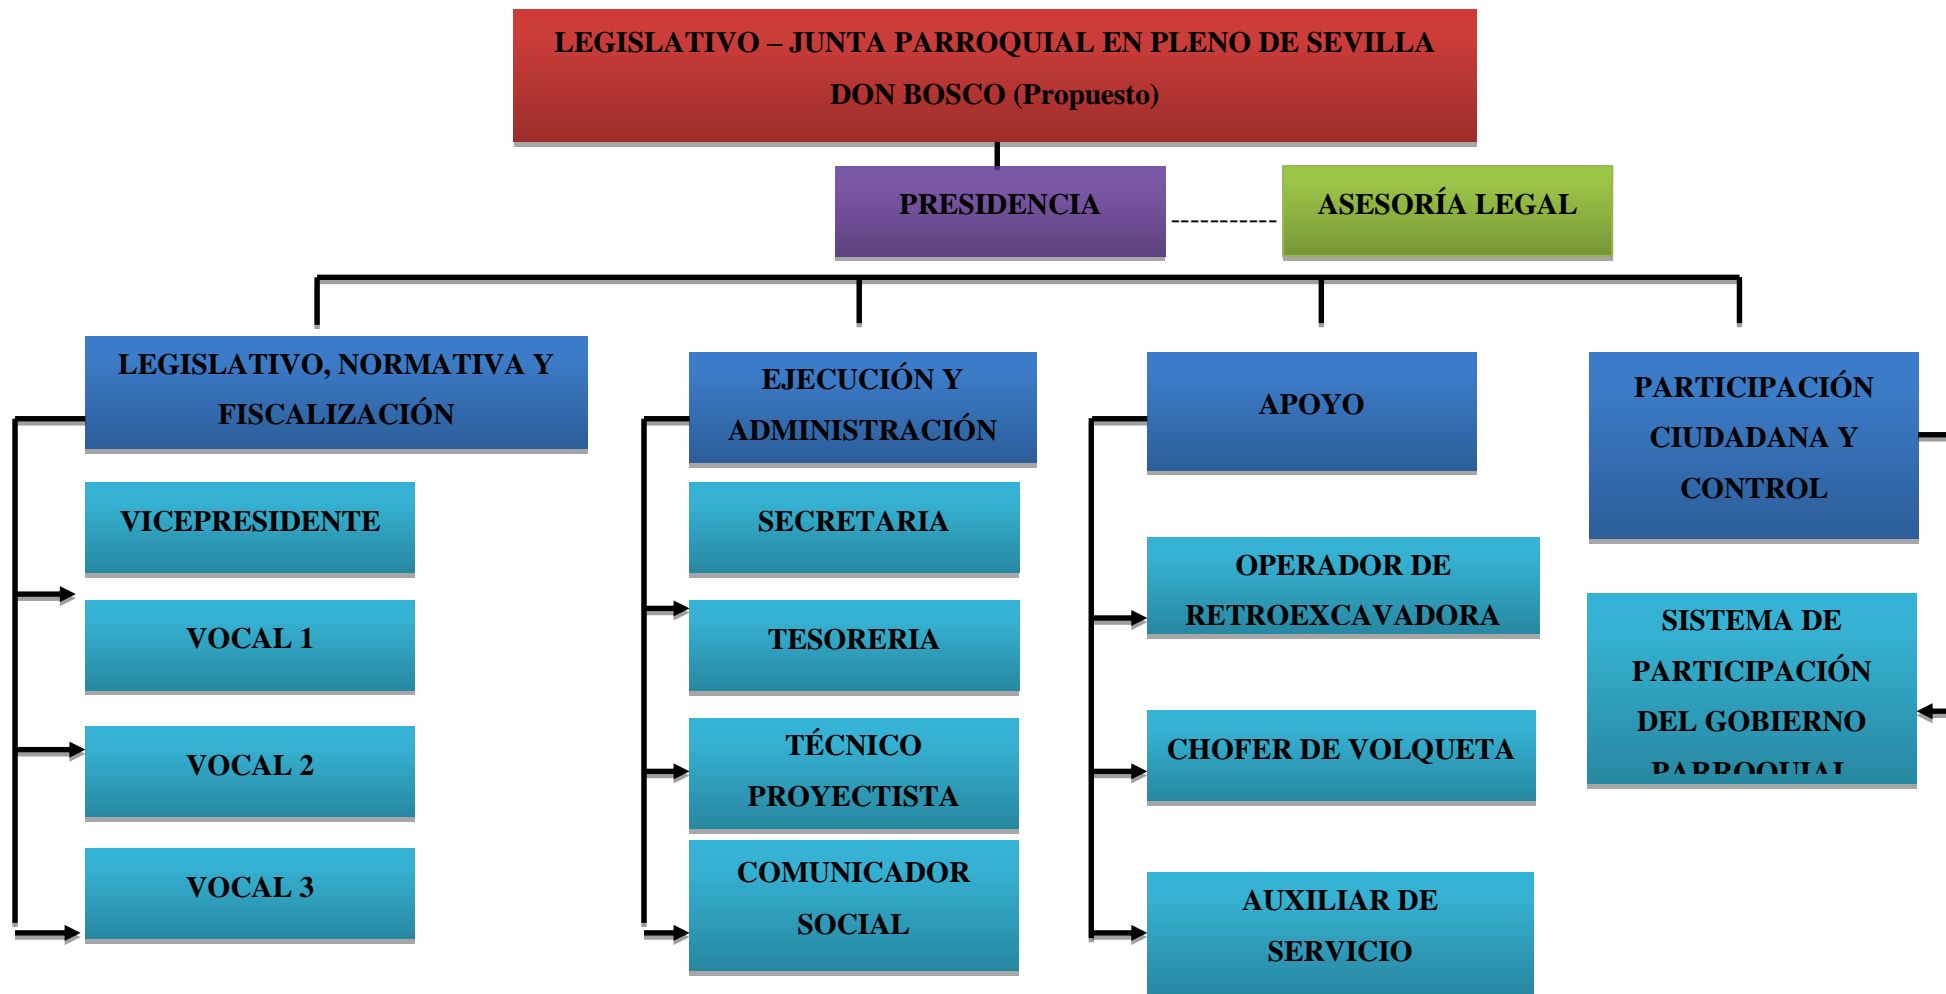 LEGISLATIVO – JUNTA PARROQUIAL EN PLENO DE SEVILLA
DON BOSCO (Propuesto)
PRESIDENCIA
ASESORÍA LEGAL
LEGISLATIVO, NORMATIVA Y
FISCALIZACIÓN
VICEPRESIDENTE
VOCAL 1
VOCAL 2
VOCAL 3
EJECUCIÓN Y
ADMINISTRACIÓN
SECRETARIA
TESORERIA
TÉCNICO
PROYECTISTA
COMUNICADOR
SOCIAL
APOYO
OPERADOR DE
RETROEXCAVADORA
CHOFER DE VOLQUETA
AUXILIAR DE
SERVICIO
PARTICIPACIÓN
CIUDADANA Y
CONTROL
SISTEMA DE
PARTICIPACIÓN
DEL GOBIERNO
PARROQUIAL